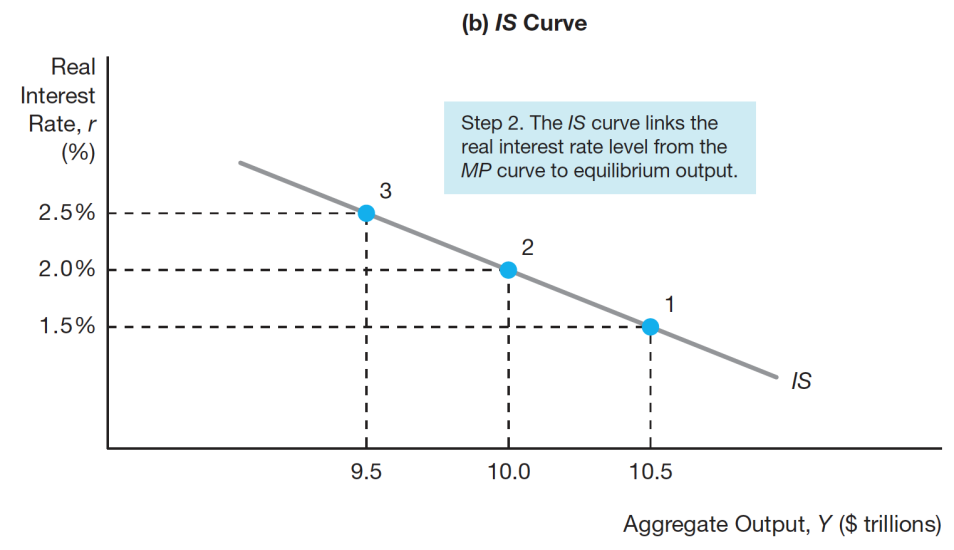 (b) IS Curve
Real
Interest
Rate, r
(%)
Step 2. The IS curve links the
real interest rate level from the
MP curve to equilibrium output.
3
2.5%
2
2.0%
1
1.5%
IS
9.5
10.0
10.5
Aggregate Output, Y ($ trillions)